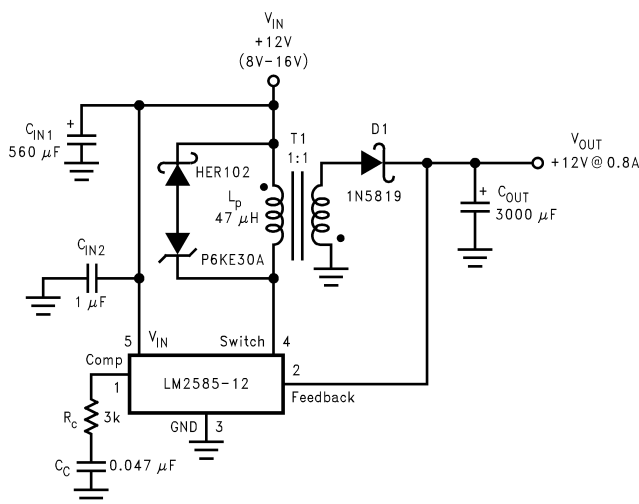 V_IN
+12V
(8V–16V)
C_IN1
+
560 µF
HER102
T1
1:1
L_p
47 µH
D1
1N5819
V_OUT
+12V@0.8A
+
C_OUT
3000 µF
P6KE30A
C_IN2
1 µF
5
V_IN
Switch
4
Comp
1
LM2585-12
2
Feedback
GND
3
R_c
3k
C_C
0.047 µF